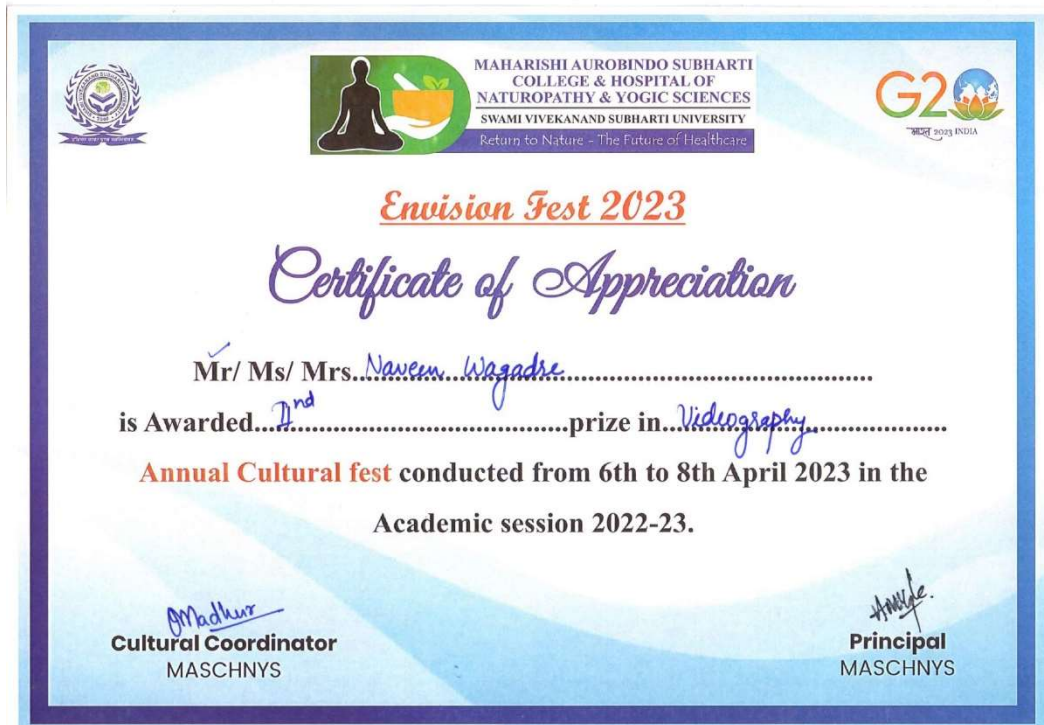 MAHARISHI AUROBINDO SUBHARTI
COLLEGE & HOSPITAL OF
NATUROPATHY & YOGIC SCIENCES
SWAMI VIVEKANAND SUBHARTI UNIVERSITY
Return to Nature - The Future of Healthcare
G20
भारत 2023 INDIA
Envision Fest 2023
Certificate of Appreciation
Mr/ Ms/ Mrs. Naveen Wagadre
is Awarded IInd prize in Videography
Annual Cultural fest conducted from 6th to 8th April 2023 in the
Academic session 2022-23.
Madhur
Cultural Coordinator
MASCHNYS
Principal
MASCHNYS